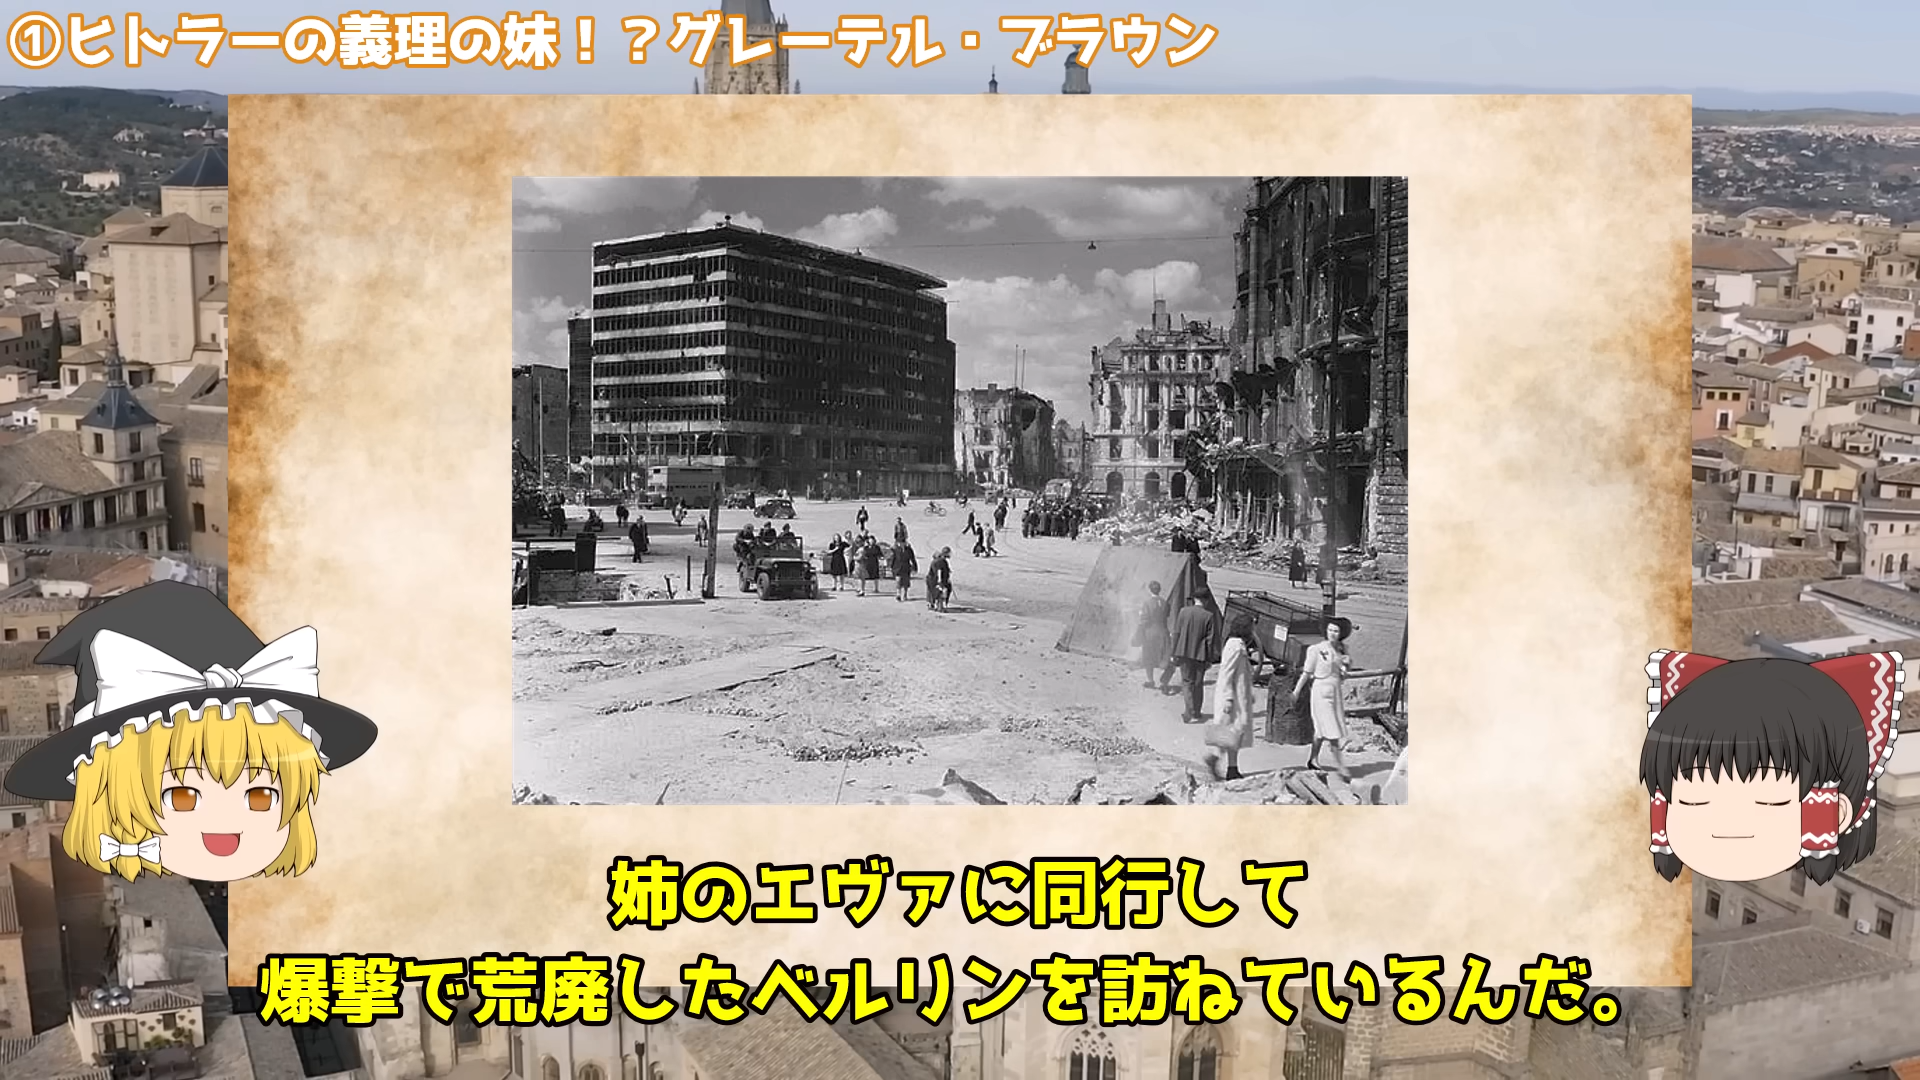 ①ヒトラーの義理の妹！？グレーテル・ブラウン
姉のエヴァに同行して
爆撃で荒廃したベルリンを訪ねているんだ。